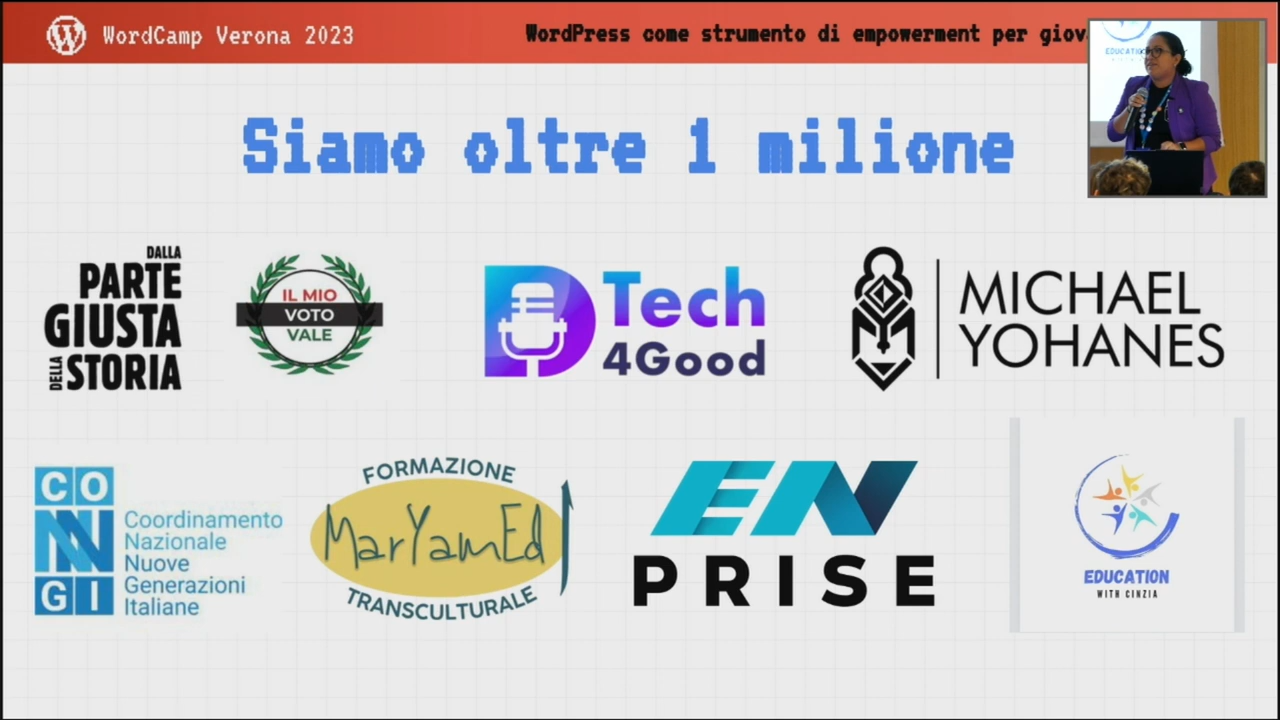 WordCamp Verona 2023
WordPress come strumento di empowerment per giov
EDUCATION
Siamo oltre 1 milione
DALLA
PARTE
GIUSTA
DELLA STORIA
IL MIO
VOTO
VALE
D Tech
4Good
MICHAEL
YOHANES
CO
NN
GI
Coordinamento
Nazionale
Nuove
Generazioni
Italiane
FORMAZIONE
MarYamEd
TRANSCULTURALE
EN
PRISE
EDUCATION
WITH CINZIA